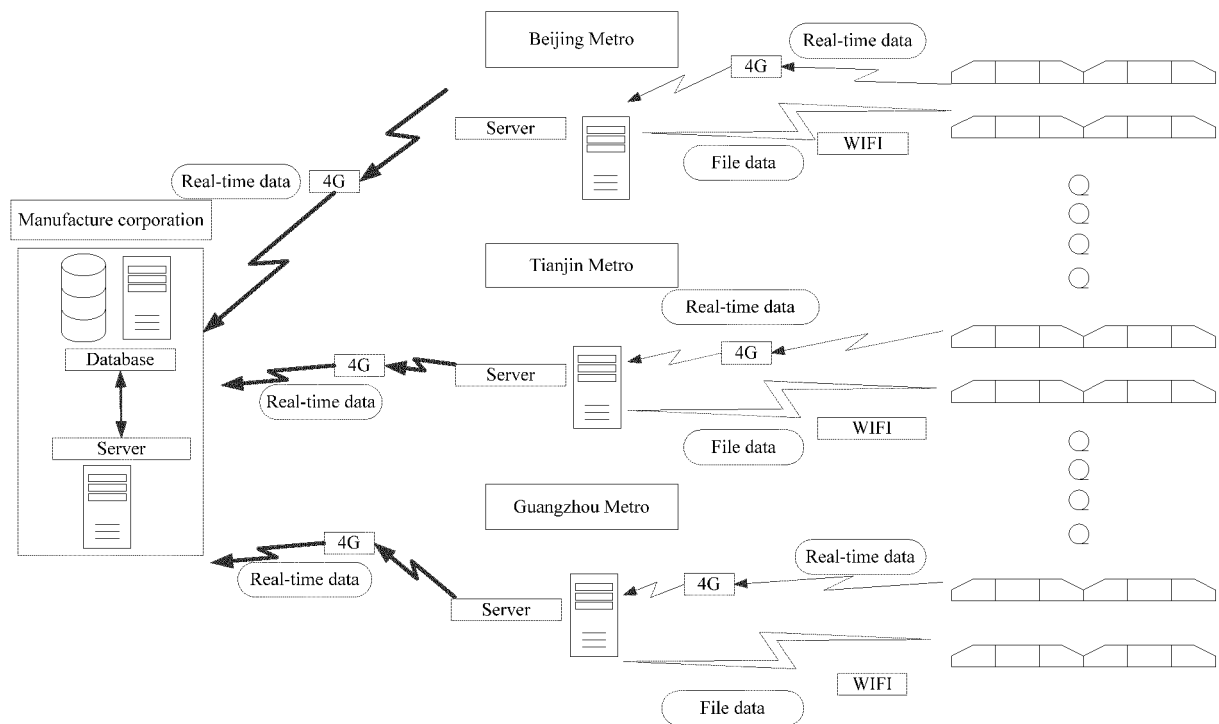 Beijing Metro
Real-time data
4G
Server
WIFI
File data
Real-time data
4G
Manufacture corporation
Database
Server
Tianjin Metro
Real-time data
4G
Server
4G
Real-time data
WIFI
File data
Guangzhou Metro
4G
Real-time data
Real-time data
4G
Server
WIFI
File data